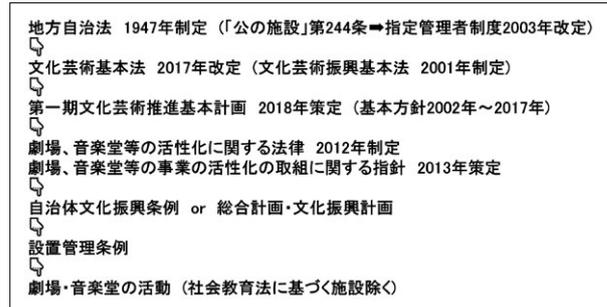 地方自治法 1947年制定(「公の施設」第244条➡指定管理者制度2003年改定)
文化芸術基本法 2017年改定(文化芸術振興基本法 2001年制定)
第一期文化芸術推進基本計画 2018年策定(基本方針2002年~2017年)
劇場、音楽堂等の活性化に関する法律 2012年制定
劇場、音楽堂等の事業の活性化の取組に関する指針 2013年策定
自治体文化振興条例 or 総合計画・文化振興計画
設置管理条例
劇場・音楽堂の活動(社会教育法に基づく施設除く)